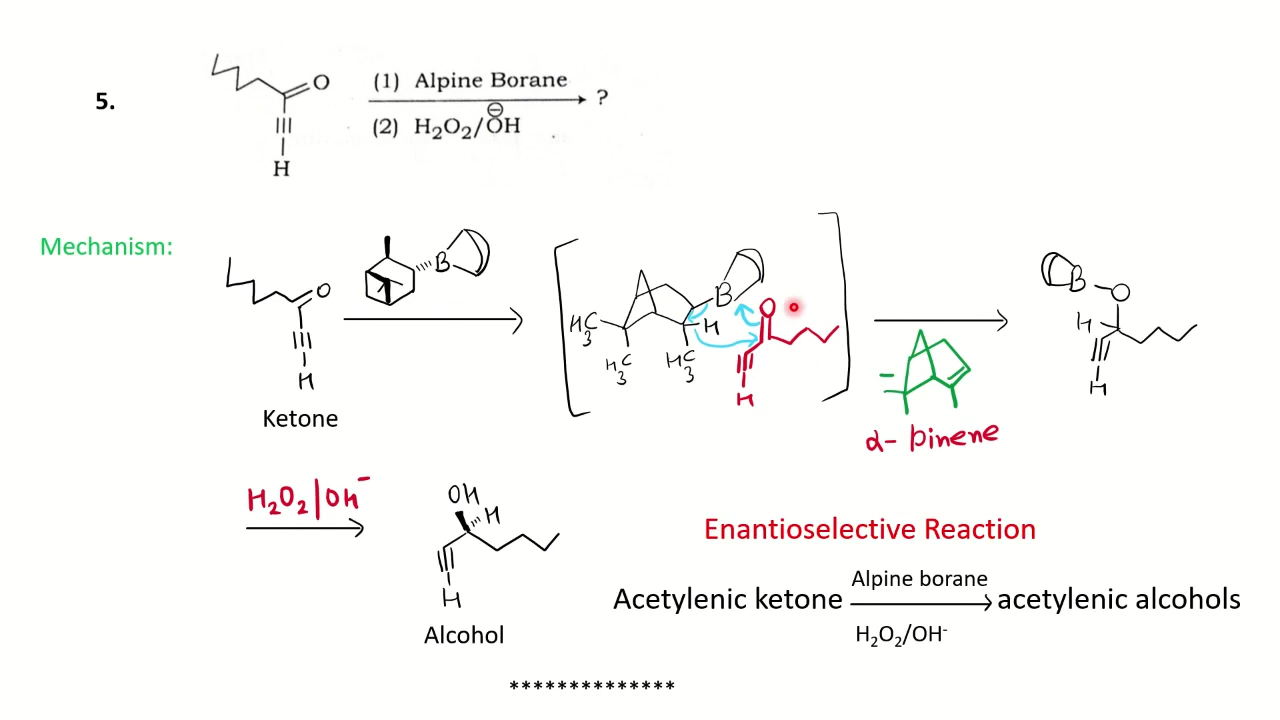 5.
O
(1) Alpine Borane
(2) H₂O₂/OH⊖
?
H
Mechanism:
O
H
Ketone
B
H₃C
H₃C
H₃C
H
B
O
H
α- pinene
B
O
H
H
H₂O₂|OH⁻
OH
H
H
Alcohol
Enantioselective Reaction
Acetylenic ketone
Alpine borane
H₂O₂/OH⁻
acetylenic alcohols
**************